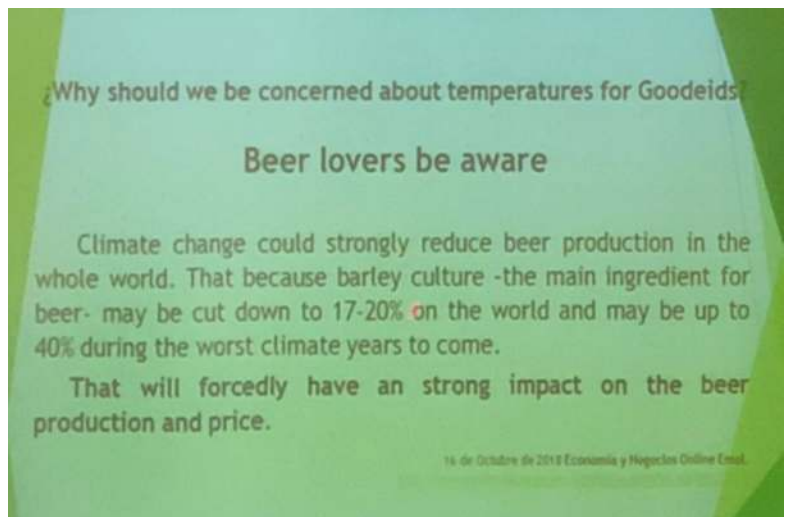 ¿Why should we be concerned about temperatures for Goodeids?
Beer lovers be aware
Climate change could strongly reduce beer production in the
whole world. That because barley culture -the main ingredient for
beer- may be cut down to 17-20% on the world and may be up to
40% during the worst climate years to come.
That will forcedly have an strong impact on the beer
production and price.
16 de Octubre de 2018 Economía y Negocios Online Emol.